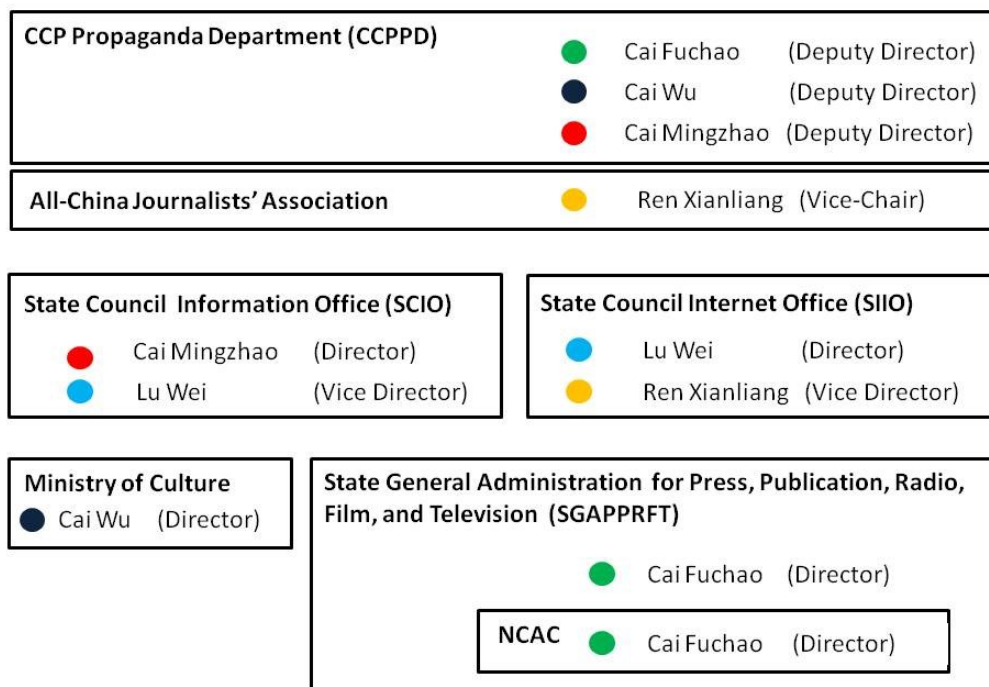 CCP Propaganda Department (CCPPD)
Cai Fuchao (Deputy Director)
Cai Wu (Deputy Director)
Cai Mingzhao (Deputy Director)
All-China Journalists’ Association
Ren Xianliang (Vice-Chair)
State Council Information Office (SCIO)
Cai Mingzhao (Director)
Lu Wei (Vice Director)
State Council Internet Office (SIIO)
Lu Wei (Director)
Ren Xianliang (Vice Director)
Ministry of Culture
Cai Wu (Director)
State General Administration for Press, Publication, Radio,
Film, and Television (SGAPPRFT)
Cai Fuchao (Director)
NCAC
Cai Fuchao (Director)